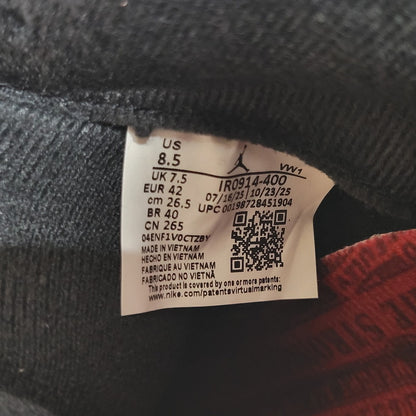 US
8.5
UK 7.5
EUR 42
cm 26.5
BR 40
CN 265
VW1
IR0914-400
07/16/25 | 10/23/25
UPC 00198728451904
04ENF1V0CTZBY
MADE IN VIETNAM
HECHO EN VIETNAM
FABRIQUE AU VIETNAM
FABRICADO NO VIETNÃ
This product is covered by one or more patents.
www.nike.com/patentsvirtualmarking